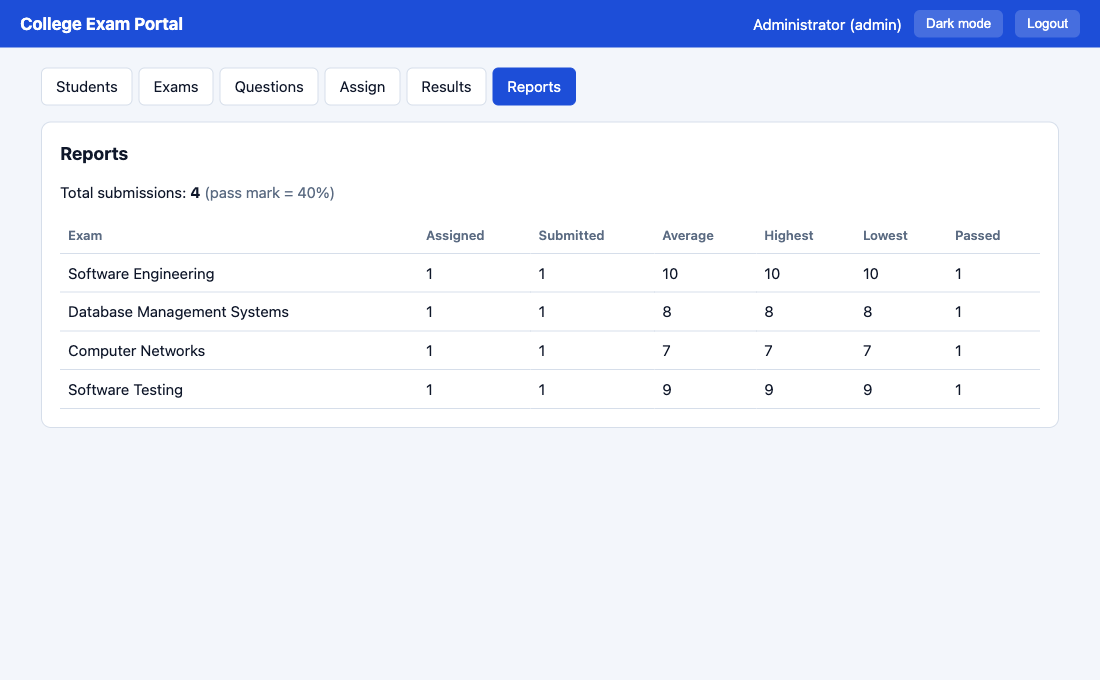 College Exam Portal
Administrator (admin) Dark mode Logout
Students Exams Questions Assign Results Reports
Reports
Total submissions: 4 (pass mark = 40%)
Exam Assigned Submitted Average Highest Lowest Passed
Software Engineering 1 1 10 10 10 1
Database Management Systems 1 1 8 8 8 1
Computer Networks 1 1 7 7 7 1
Software Testing 1 1 9 9 9 1